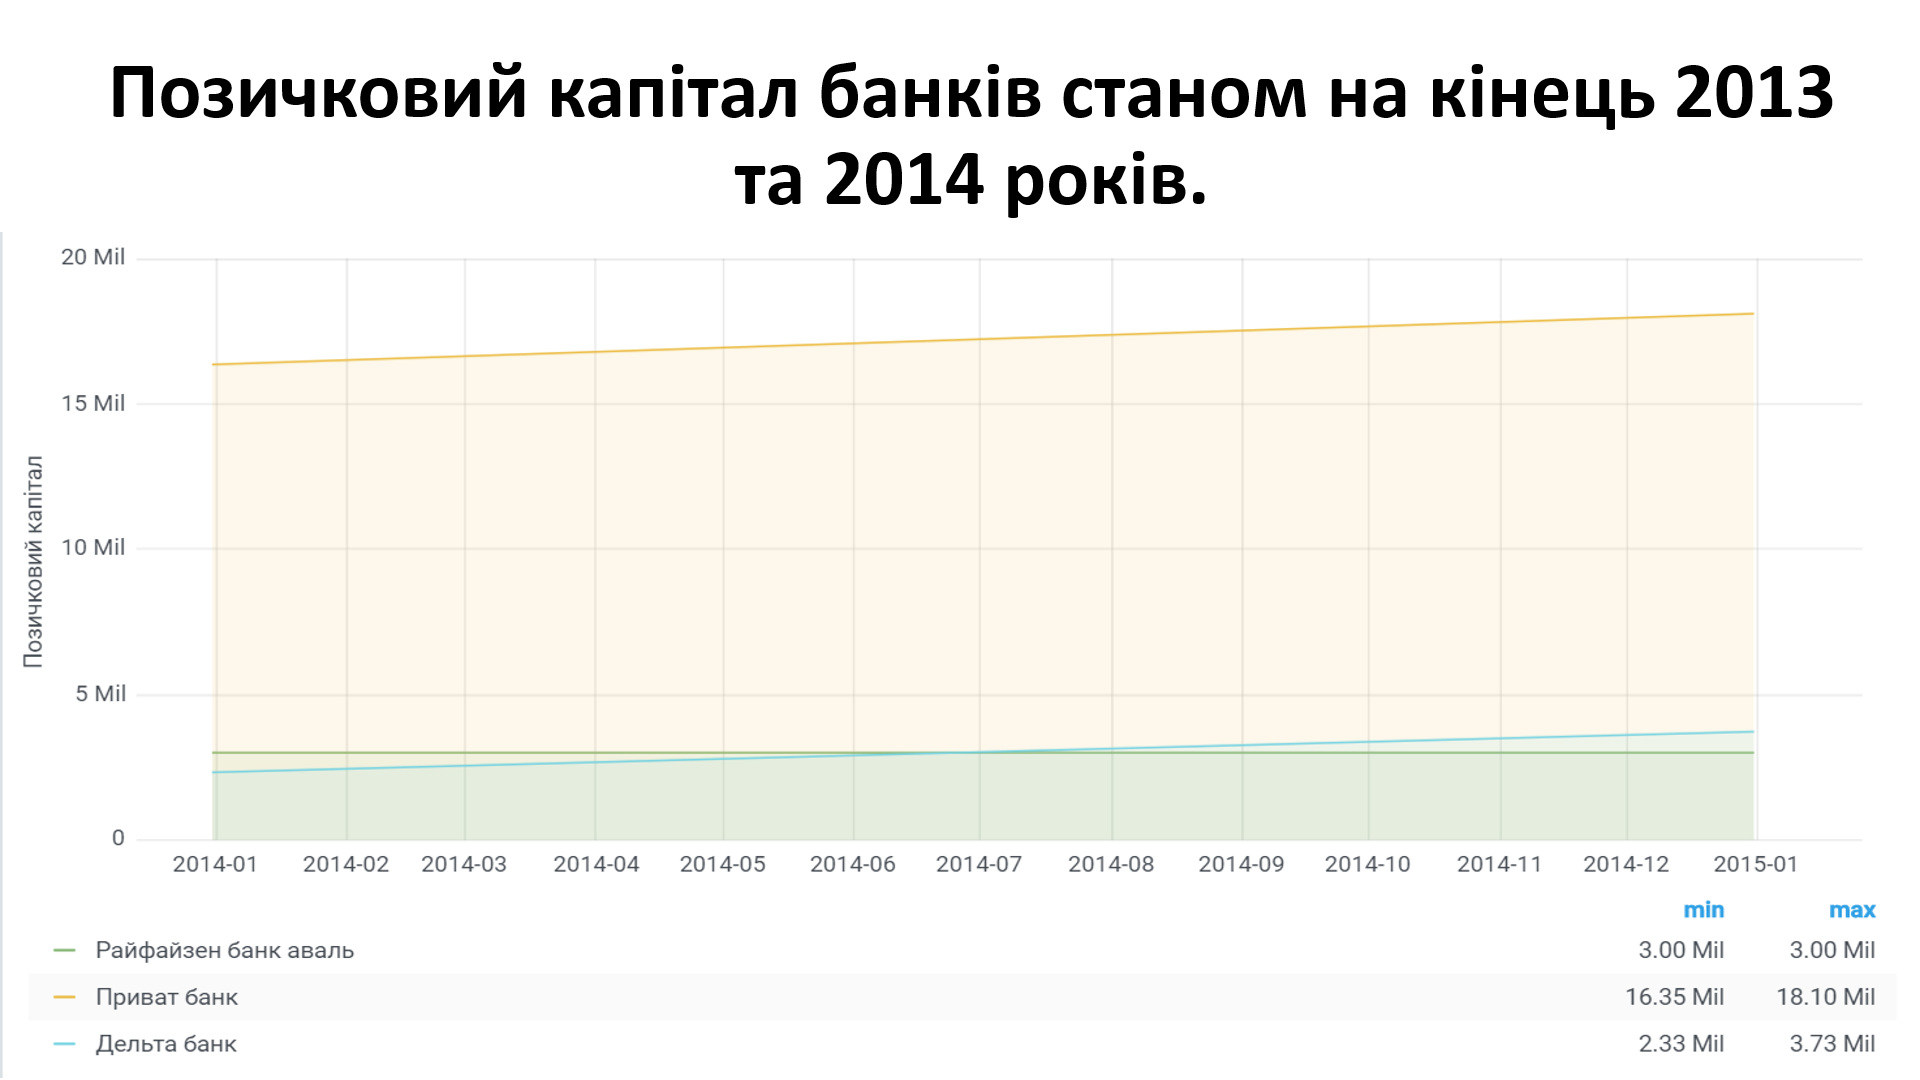 Позичковий капітал банків станом на кінець 2013
та 2014 років.
20 Mil
15 Mil
10 Mil
5 Mil
0
Позичковий капітал
2014-01 2014-02 2014-03 2014-04 2014-05 2014-06 2014-07 2014-08 2014-09 2014-10 2014-11 2014-12 2015-01
min max
Райфайзен банк аваль 3.00 Mil 3.00 Mil
Приват банк 16.35 Mil 18.10 Mil
Дельта банк 2.33 Mil 3.73 Mil